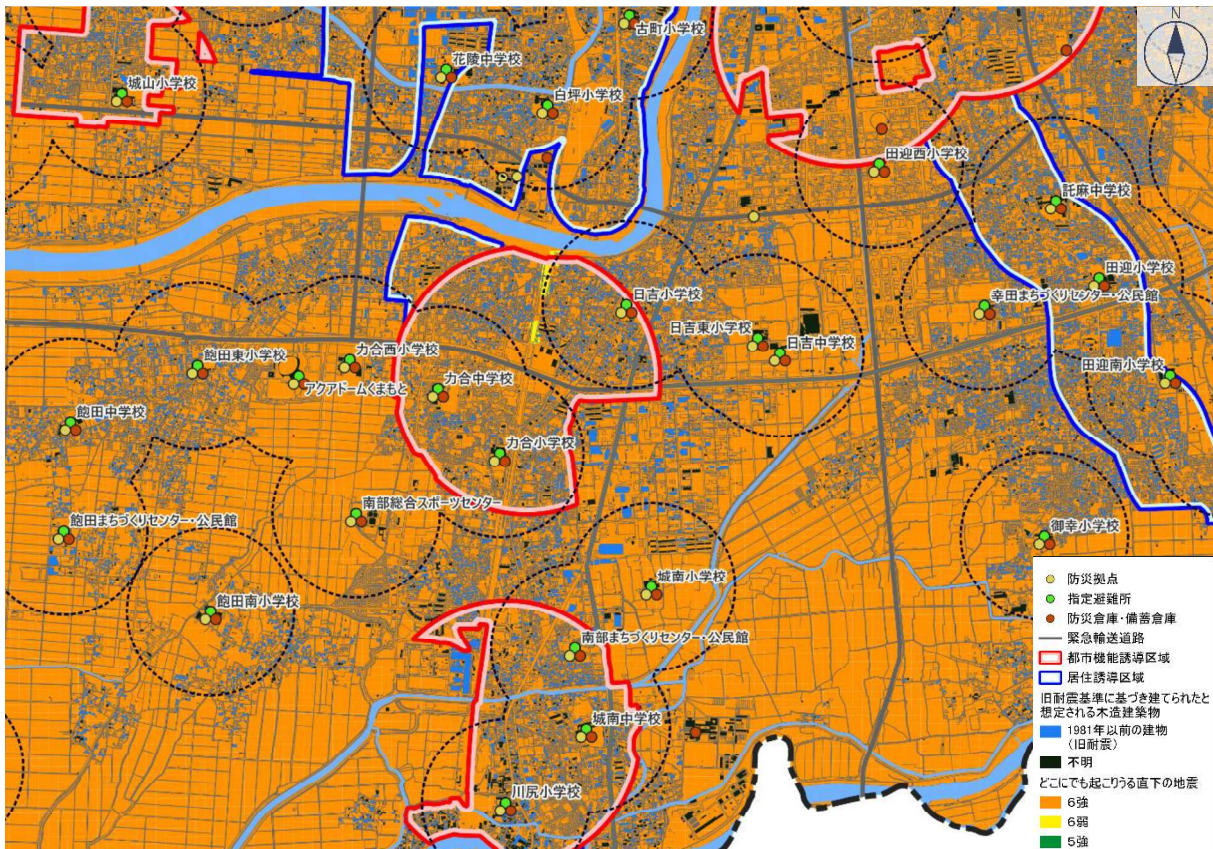 古町小学校
N
花陵中学校
城山小学校
白坪小学校
田迎西小学校
託麻中学校
田迎小学校
幸田まちづくりセンター・公民館
日吉小学校
日吉東小学校
日吉中学校
飽田東小学校
力合西小学校
アクアドームくまもと
力合中学校
田迎南小学校
飽田中学校
力合小学校
南部総合スポーツセンター
飽田まちづくりセンター・公民館
御幸小学校
城南小学校
飽田南小学校
南部まちづくりセンター・公民館
城南中学校
川尻小学校
防災拠点
指定避難所
防災倉庫・備蓄倉庫
緊急輸送道路
都市機能誘導区域
居住誘導区域
旧耐震基準に基づき建てられたと
想定される木造建築物
1981年以前の建物
(旧耐震)
不明
どこにでも起こりうる直下の地震
6強
6弱
5強